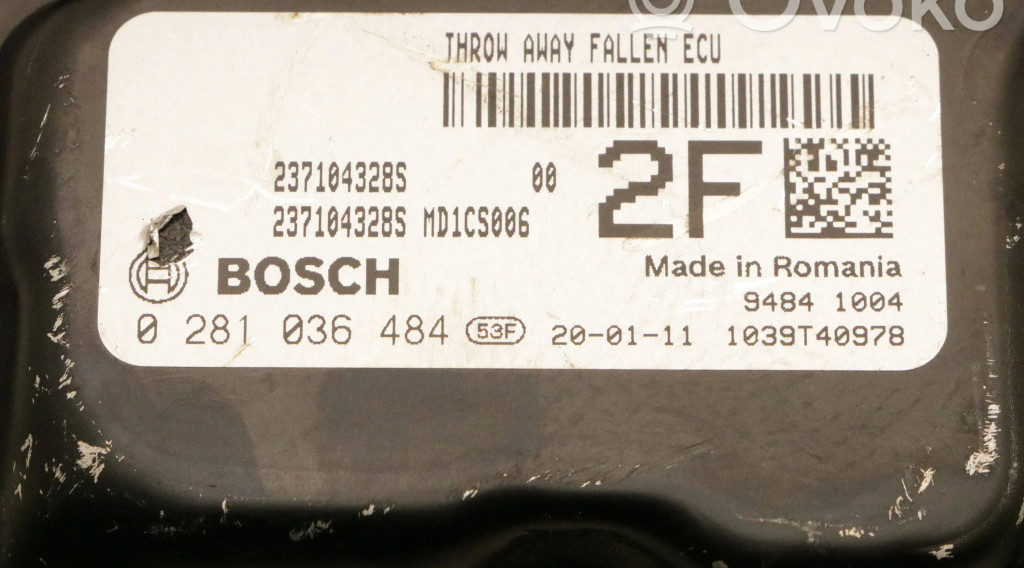 ovoko
THROW AWAY FALLEN ECU
237104328S 00
2F
237104328S MD1CS006
BOSCH
Made in Romania
9484 1004
0 281 036 484 53F 20-01-11 1039T40978